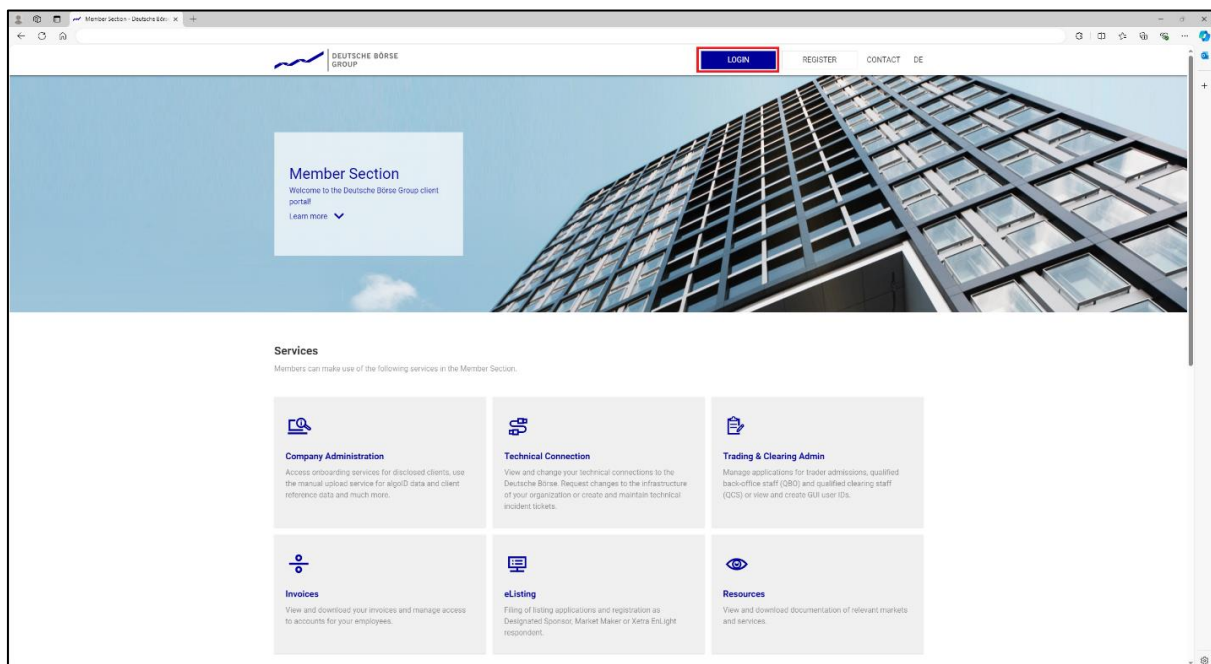 Member Section - Deutsche Bör
DEUTSCHE BÖRSE
GROUP
LOGIN
REGISTER
CONTACT
DE
Member Section
Welcome to the Deutsche Börse Group client
portal!
Learn more
Services
Members can make use of the following services in the Member Section.
Company Administration
Access onboarding services for disclosed clients, use
the manual upload service for algoID data and client
reference data and much more.
Technical Connection
View and change your technical connections to the
Deutsche Börse. Request changes to the infrastructure
of your organization or create and maintain technical
incident tickets.
Trading & Clearing Admin
Manage applications for trader admissions, qualified
back-office staff (QBO) and qualified clearing staff
(QCS) or view and create GUI user IDs.
Invoices
View and download your invoices and manage access
to accounts for your employees.
eListing
Filing of listing applications and registration as
Designated Sponsor, Market Maker or Xetra EnLight
respondent.
Resources
View and download documentation of relevant markets
and services.